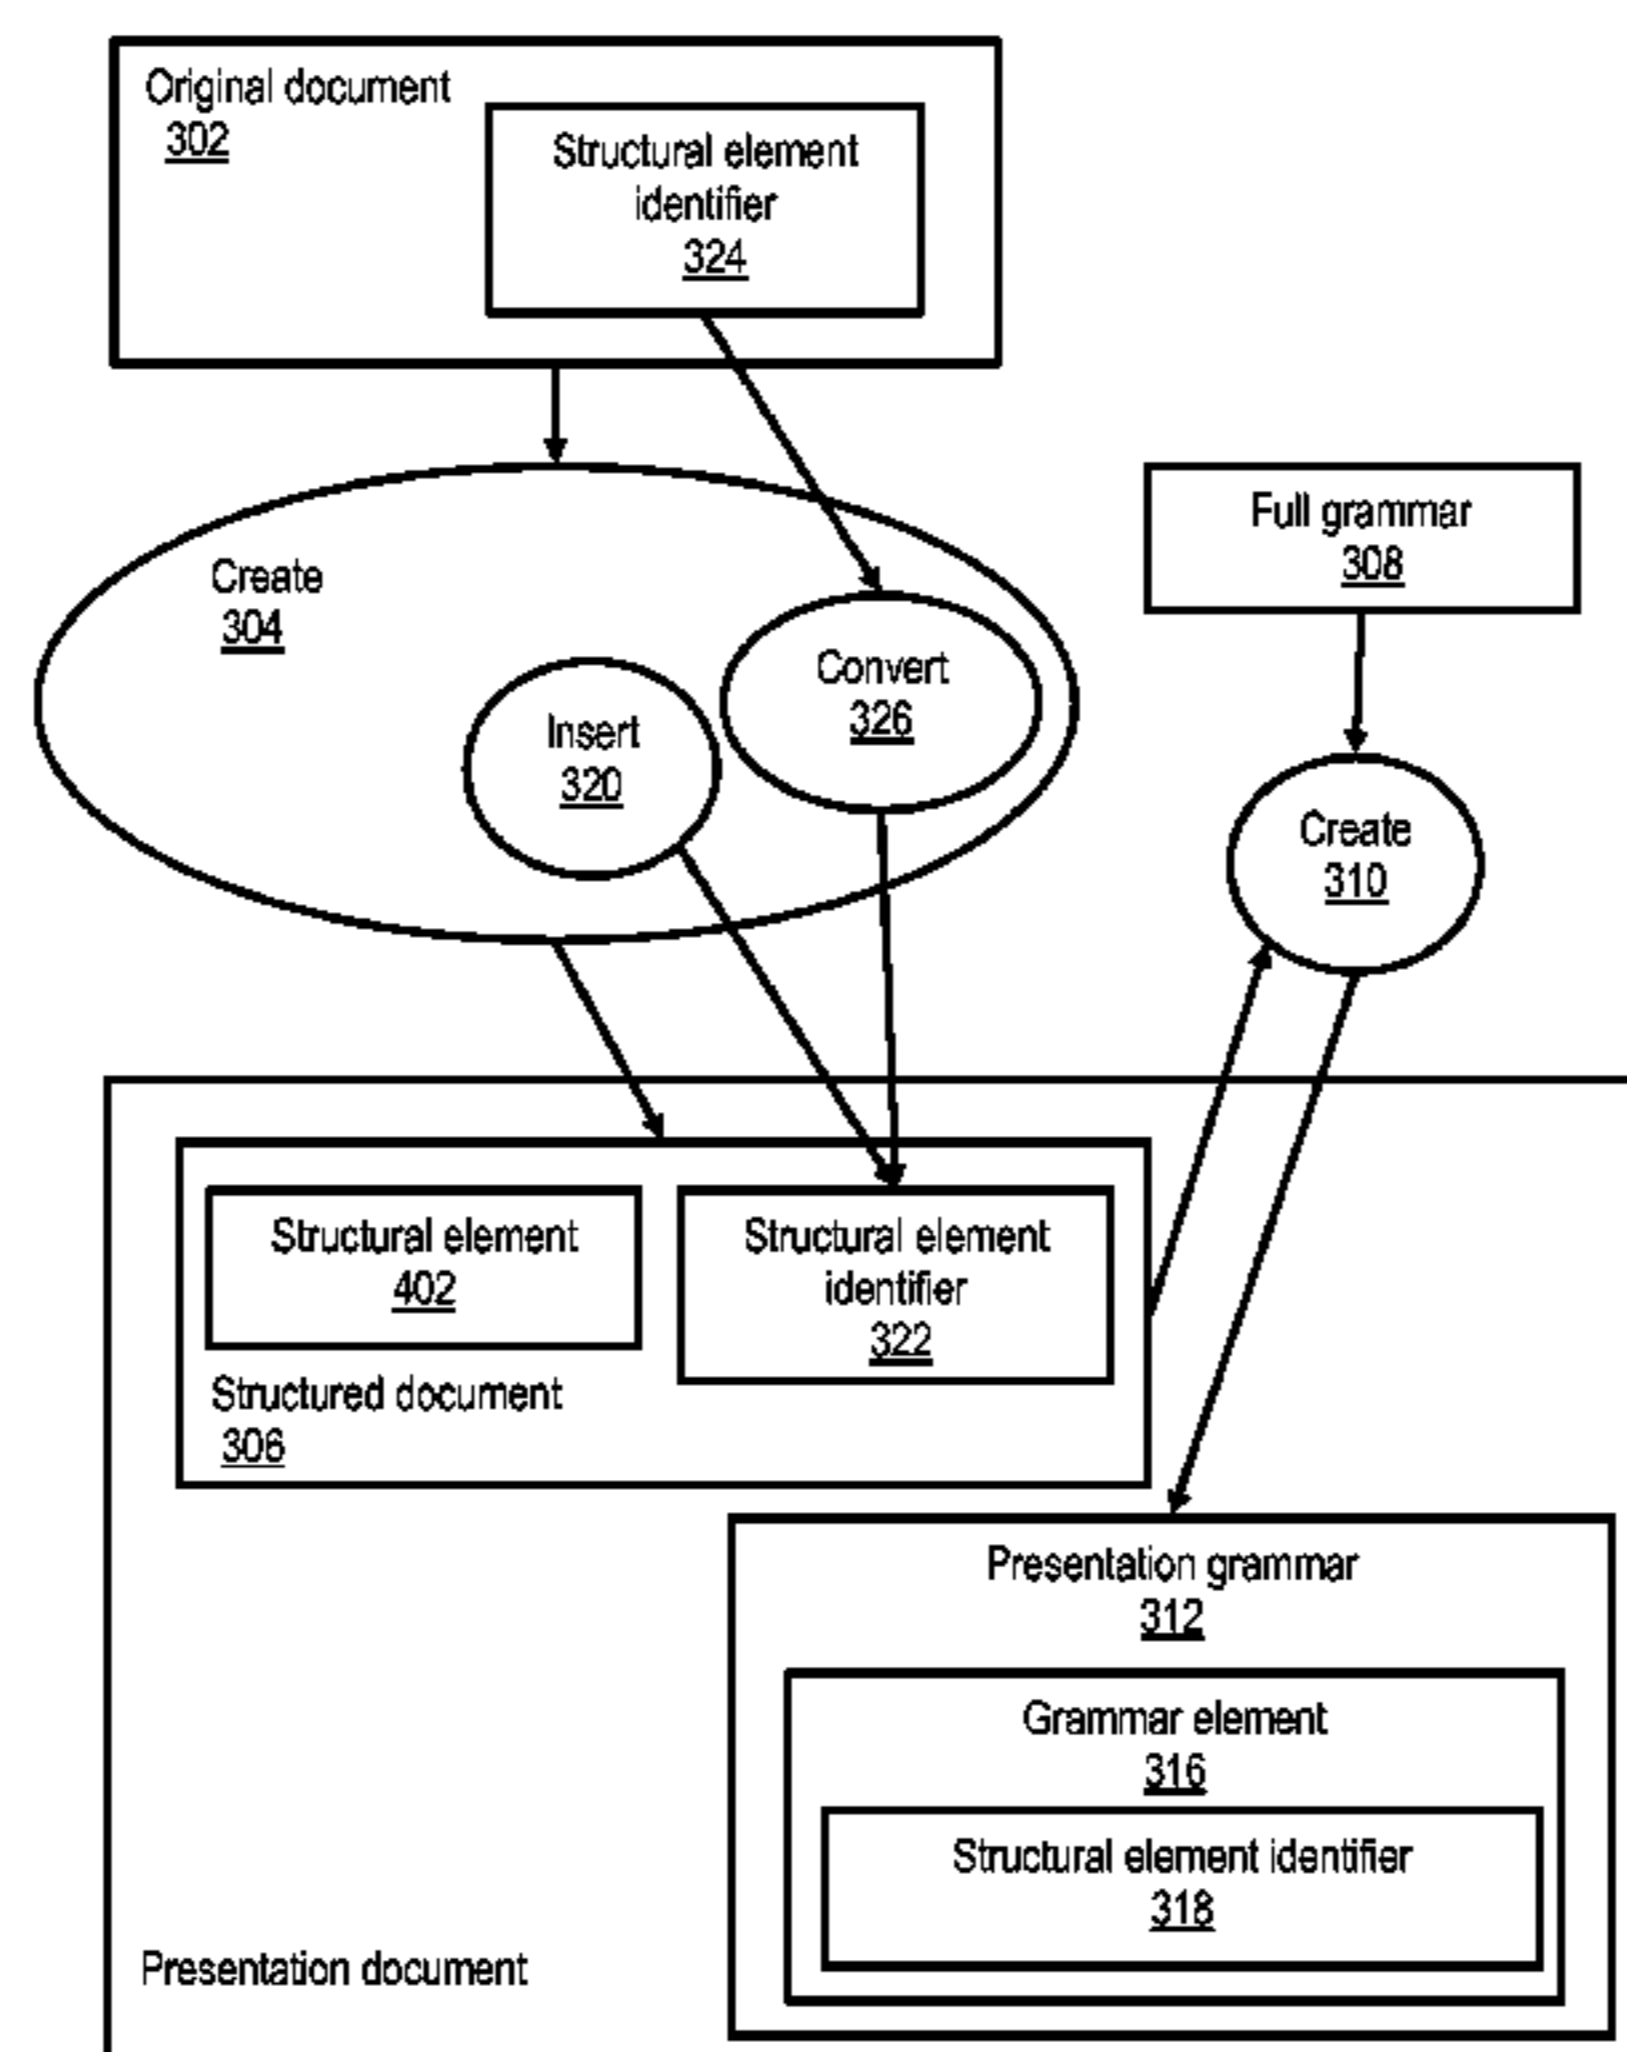 Original document
302
Structural element
identifier
324
Full grammar
308
Create
304
Convert
326
Insert
320
Create
310
Structural element
402
Structural element
identifier
322
Structured document
306
Presentation grammar
312
Grammar element
316
Structural element identifier
318
Presentation document